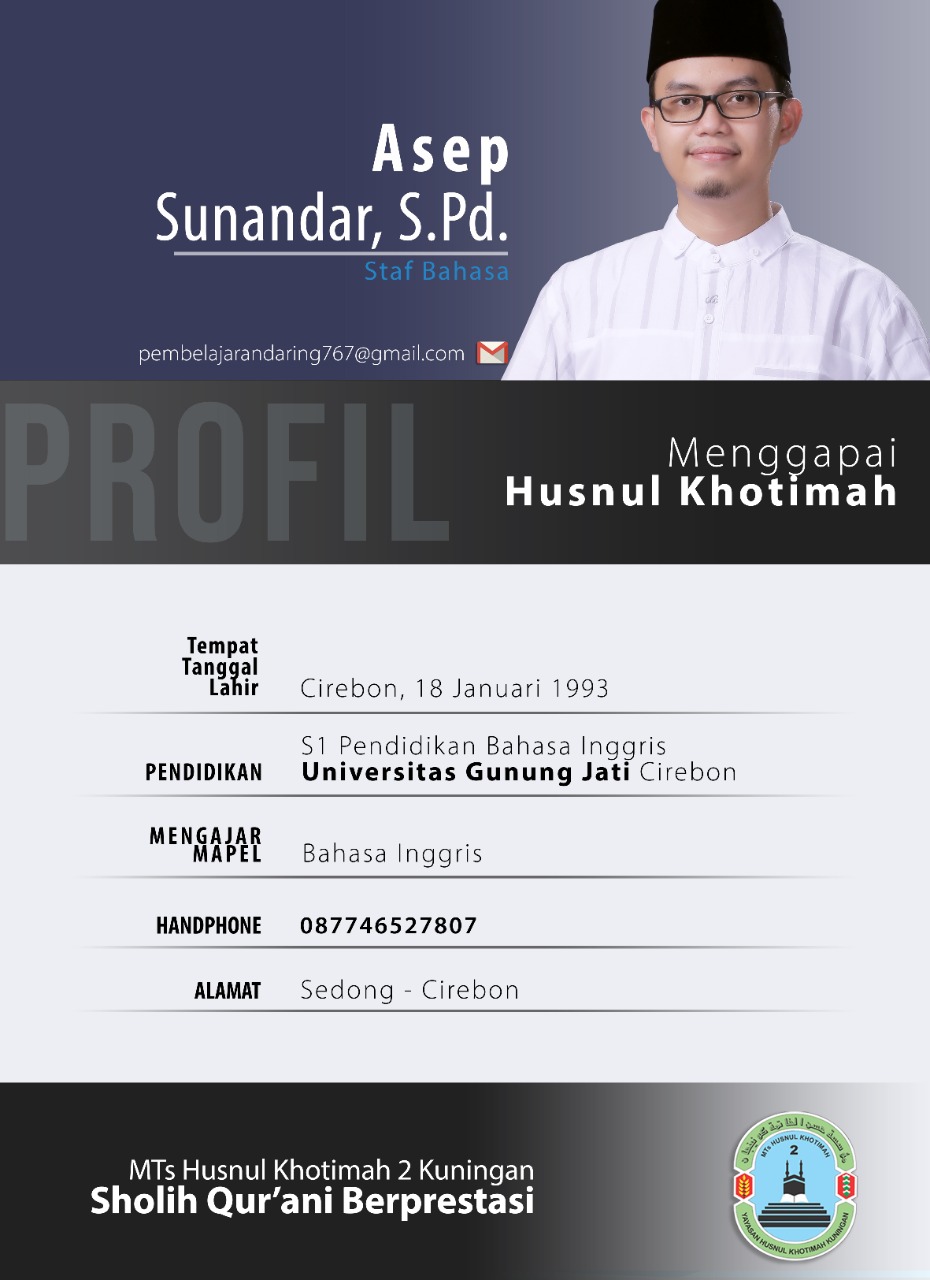 Asep
Sunandar, S.Pd.
Staf Bahasa
pembelajarandaring767@gmail.com
PROFIL
Menggapai
Husnul Khotimah
Tempat
Tanggal
Lahir
Cirebon, 18 Januari 1993
S1 Pendidikan Bahasa Inggris
PENDIDIKAN
Universitas Gunung Jati Cirebon
MENGAJAR
MAPEL
Bahasa Inggris
HANDPHONE
087746527807
ALAMAT
Sedong - Cirebon
MTs Husnul Khotimah 2 Kuningan
Sholih Qur'ani Berprestasi
MTs HUSNUL KHOTIMAH
2
YAYASAN HUSNUL KHOTIMAH KUNINGAN